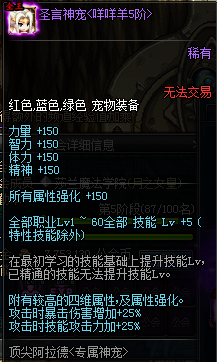 圣言神宠<咩咩羊5阶>
稀有
无法交易
红色,蓝色,绿色 宠物装备
力量 +150
智力 +150
体力 +150
精神 +150
所有属性强化 +150
全部职业Lv1 ~ 60全部 技能 Lv +5 (
特性技能除外)
在最初学习的技能基础上提升技能Lv,
已精通的技能无法提升技能Lv。
附有较高的四维属性,及属性强化。
攻击时暴击伤害增加+25%
攻击时技能攻击力加+25%
顶尖阿拉德<专属神宠>